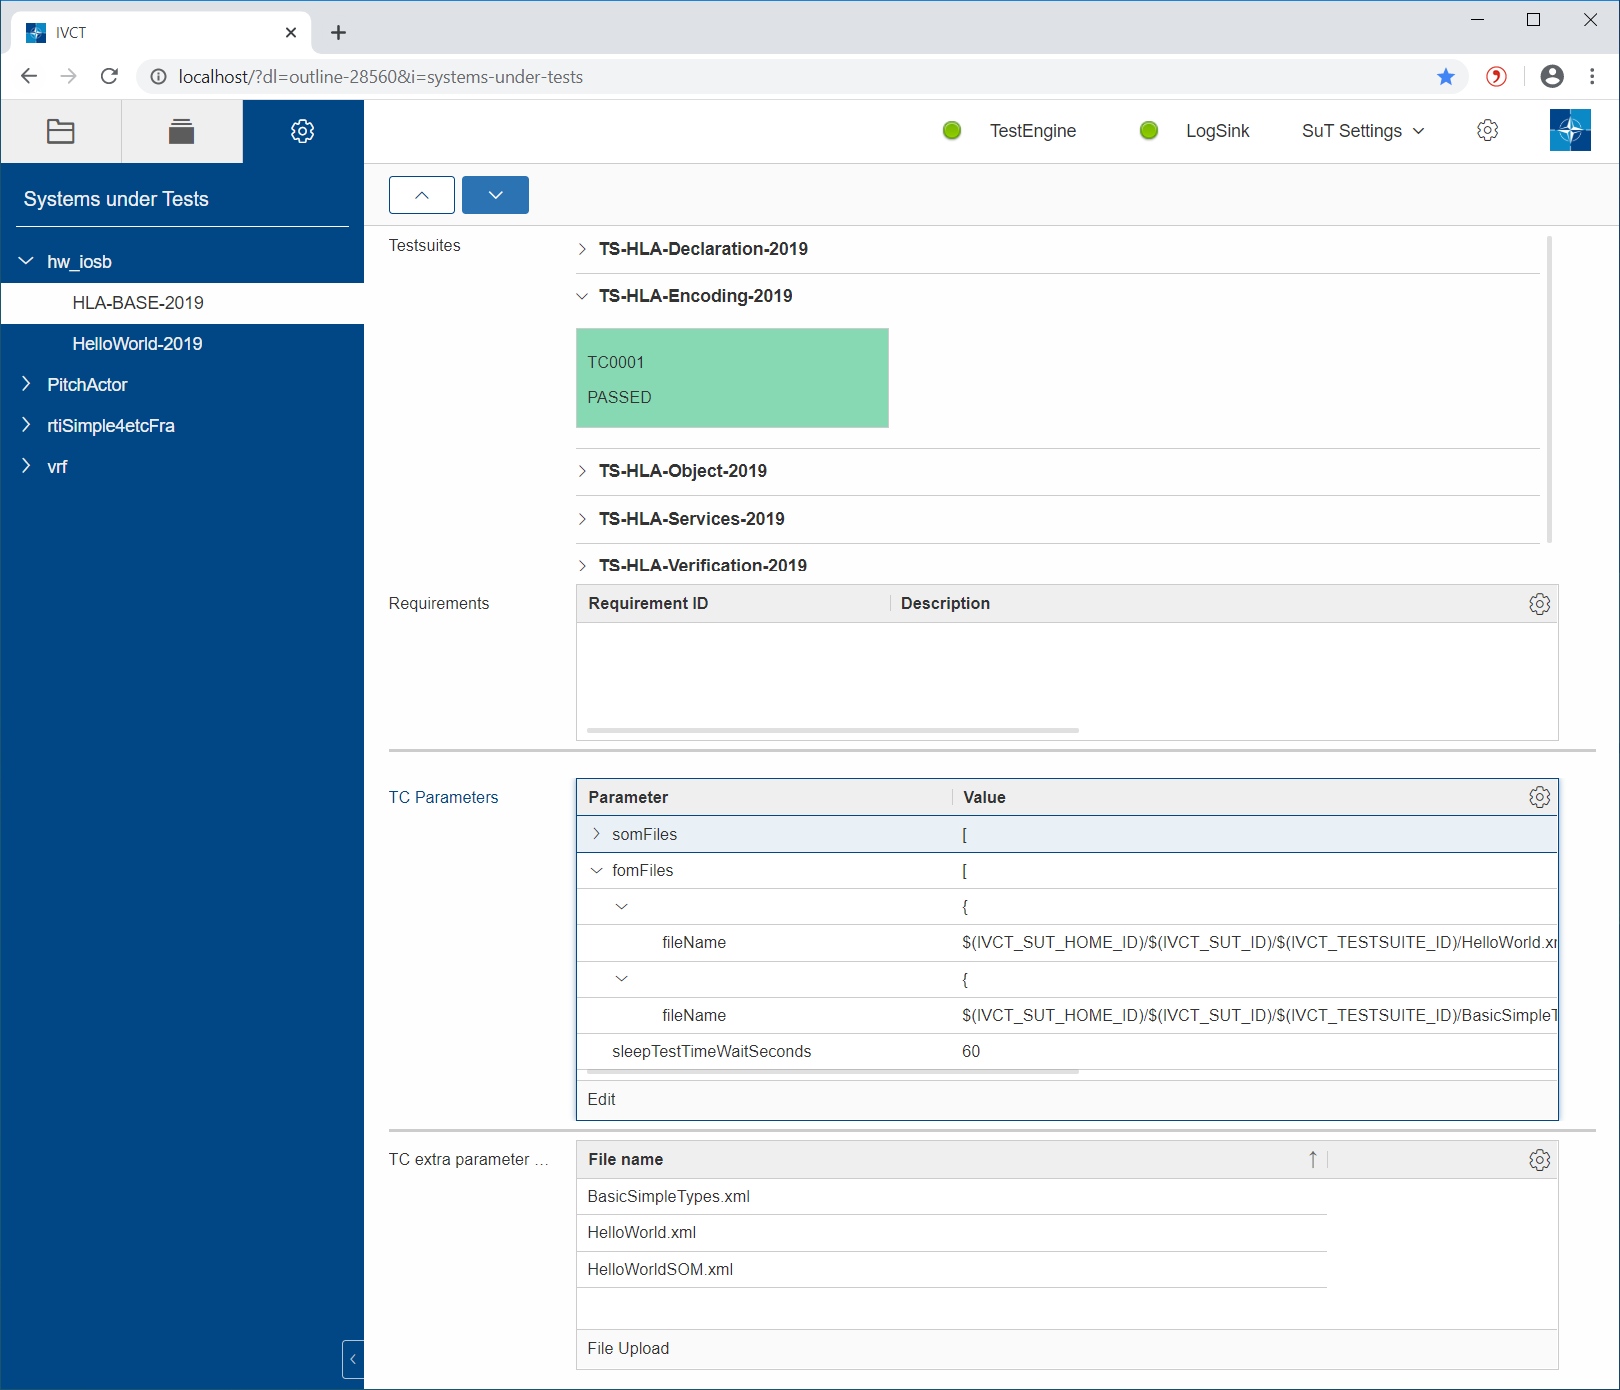 IVCT
localhost/?dl=outline-28560&i=systems-under-tests
TestEngine
LogSink
SuT Settings
Systems under Tests
hw_iosb
HLA-BASE-2019
HelloWorld-2019
PitchActor
rtiSimple4etcFra
vrf
Testsuites
TS-HLA-Declaration-2019
TS-HLA-Encoding-2019
TC0001
PASSED
TS-HLA-Object-2019
TS-HLA-Services-2019
TS-HLA-Verification-2019
Requirements
Requirement ID Description
TC Parameters
Parameter Value
somFiles [
fomFiles [
{
fileName $(IVCT_SUT_HOME_ID)/$(IVCT_SUT_ID)/$(IVCT_TESTSUITE_ID)/HelloWorld.xm
{
fileName $(IVCT_SUT_HOME_ID)/$(IVCT_SUT_ID)/$(IVCT_TESTSUITE_ID)/BasicSimpleT
sleepTestTimeWaitSeconds 60
Edit
TC extra parameter ...
File name
BasicSimpleTypes.xml
HelloWorld.xml
HelloWorldSOM.xml
File Upload